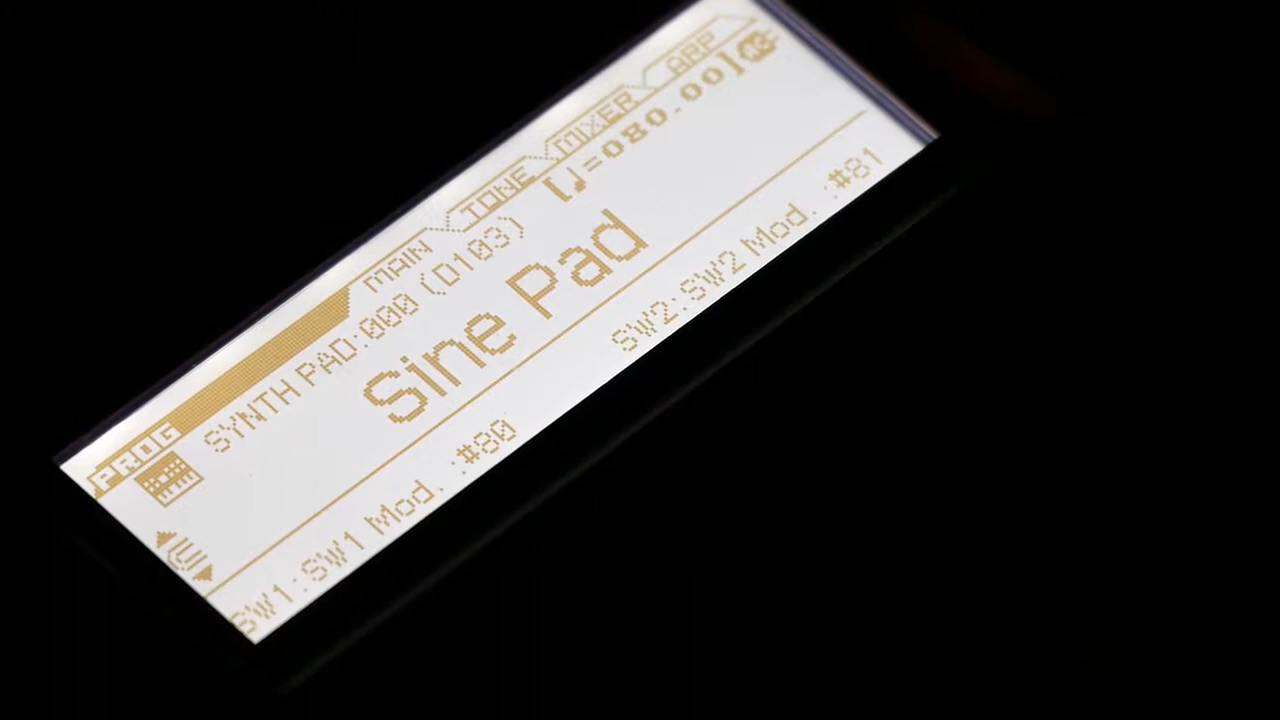 PROG MAIN TONE MIXER ARP
SYNTH PAD:000 (D103) [♩=080.00]
Sine Pad
SW1:SW1 Mod. :#80 SW2:SW2 Mod. :#81